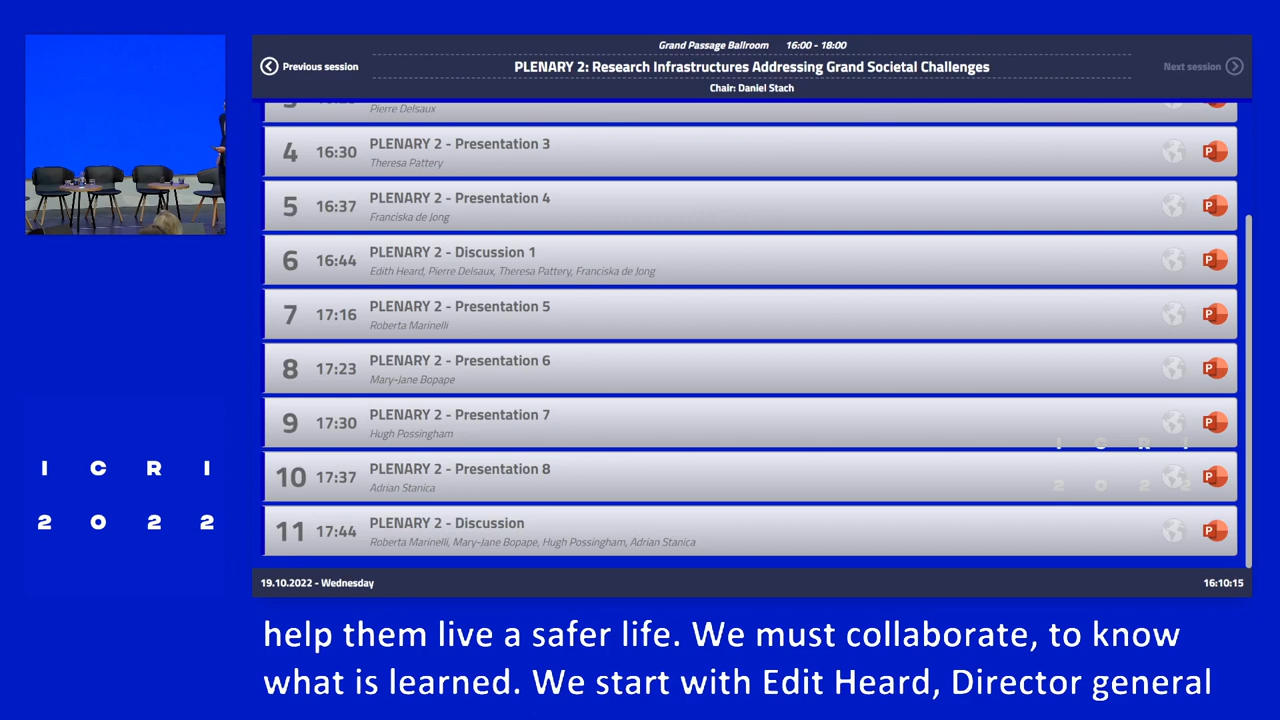 Grand Passage Ballroom 16:00 - 18:00
Previous session
PLENARY 2: Research Infrastructures Addressing Grand Societal Challenges
Next session
Chair: Daniel Stach
Pierre Delsaux
4 16:30 PLENARY 2 - Presentation 3
Theresa Pattery
5 16:37 PLENARY 2 - Presentation 4
Franciska de Jong
6 16:44 PLENARY 2 - Discussion 1
Edith Heard, Pierre Delsaux, Theresa Pattery, Franciska de Jong
7 17:16 PLENARY 2 - Presentation 5
Roberta Marinelli
8 17:23 PLENARY 2 - Presentation 6
Mary-Jane Bopape
9 17:30 PLENARY 2 - Presentation 7
Hugh Possingham
10 17:37 PLENARY 2 - Presentation 8
Adrian Stanica
11 17:44 PLENARY 2 - Discussion
Roberta Marinelli, Mary-Jane Bopape, Hugh Possingham, Adrian Stanica
19.10.2022 - Wednesday 16:10:15
I C R I
2 0 2 2
help them live a safer life. We must collaborate, to know
what is learned. We start with Edit Heard, Director general